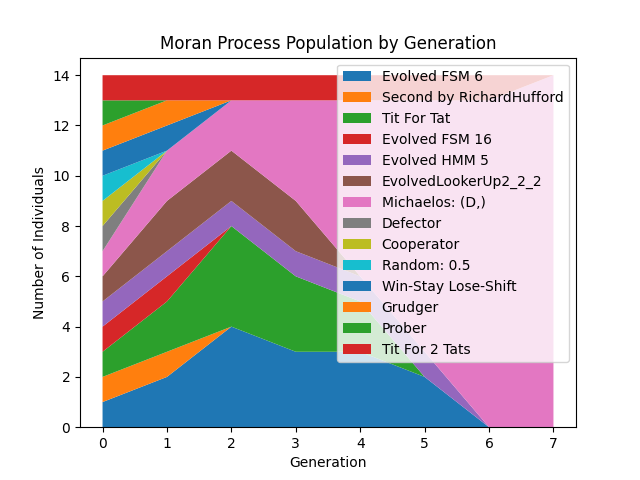 Moran Process Population by Generation
Number of Individuals
14
12
10
8
6
4
2
0
Evolved FSM 6
Second by RichardHufford
Tit For Tat
Evolved FSM 16
Evolved HMM 5
EvolvedLookerUp2_2_2
Michaelos: (D,)
Defector
Cooperator
Random: 0.5
Win-Stay Lose-Shift
Grudger
Prober
Tit For 2 Tats
0 1 2 3 4 5 6 7
Generation